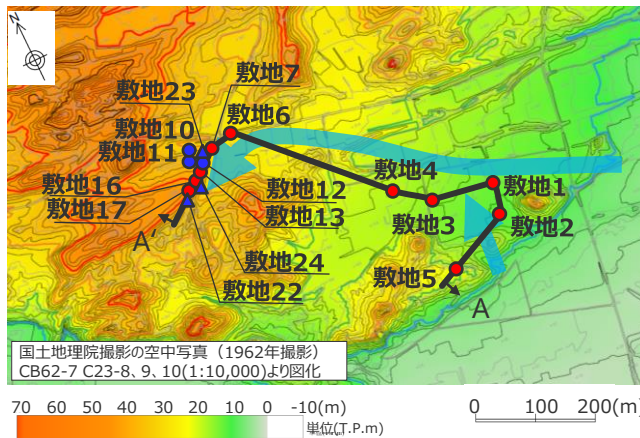 N
敷地7
敷地23
敷地6
敷地10
敷地11
敷地4
敷地1
敷地16
敷地12
敷地17
敷地13
敷地3
敷地2
A'
敷地24
敷地5
敷地22
A
国土地理院撮影の空中写真（1962年撮影）
CB62-7 C23-8、9、10(1:10,000)より図化
70 60 50 40 30 20 10 0 -10(m)
単位(T.P.m)
0 100 200(m)